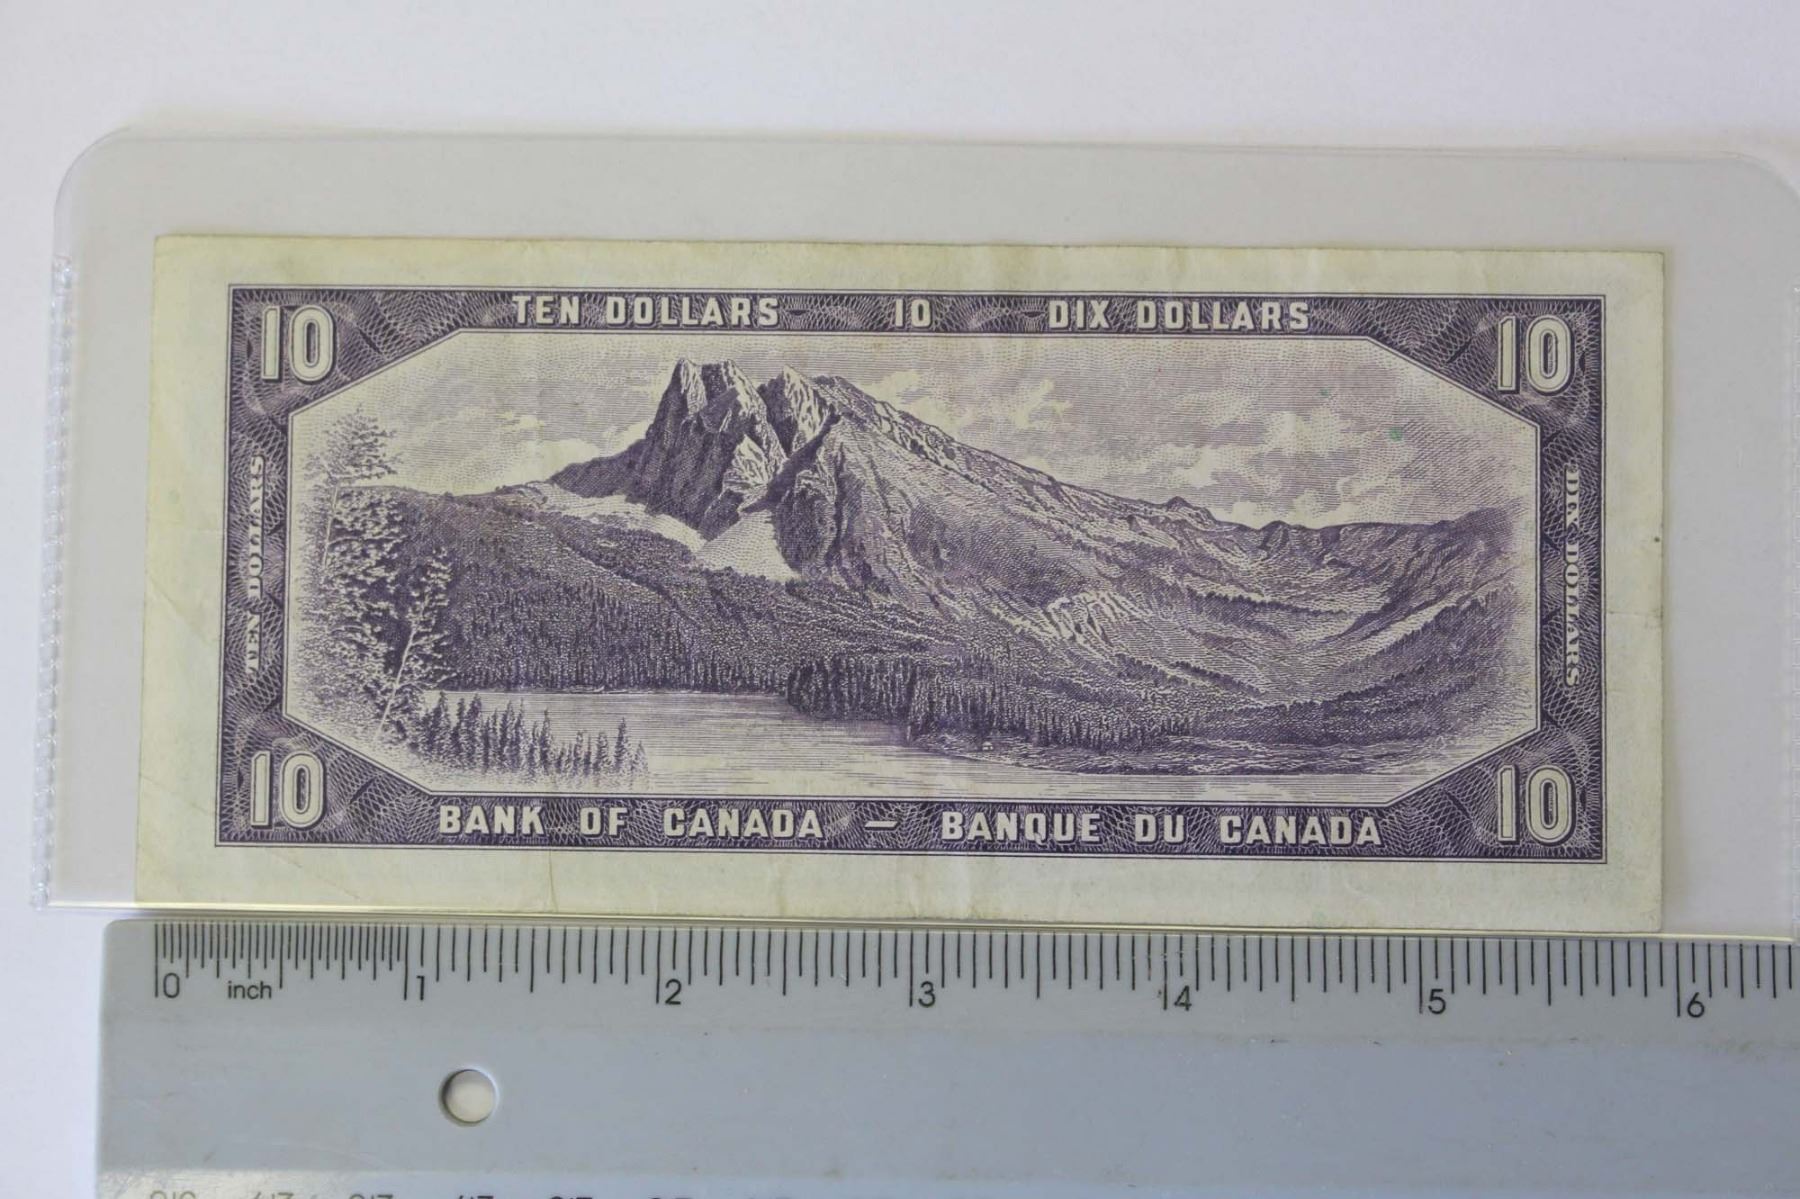 TEN DOLLARS 10 DIX DOLLARS
10 10
TEN DOLLARS
DIX DOLLARS
10 10
BANK OF CANADA — BANQUE DU CANADA
0 inch 1 2 3 4 5 6